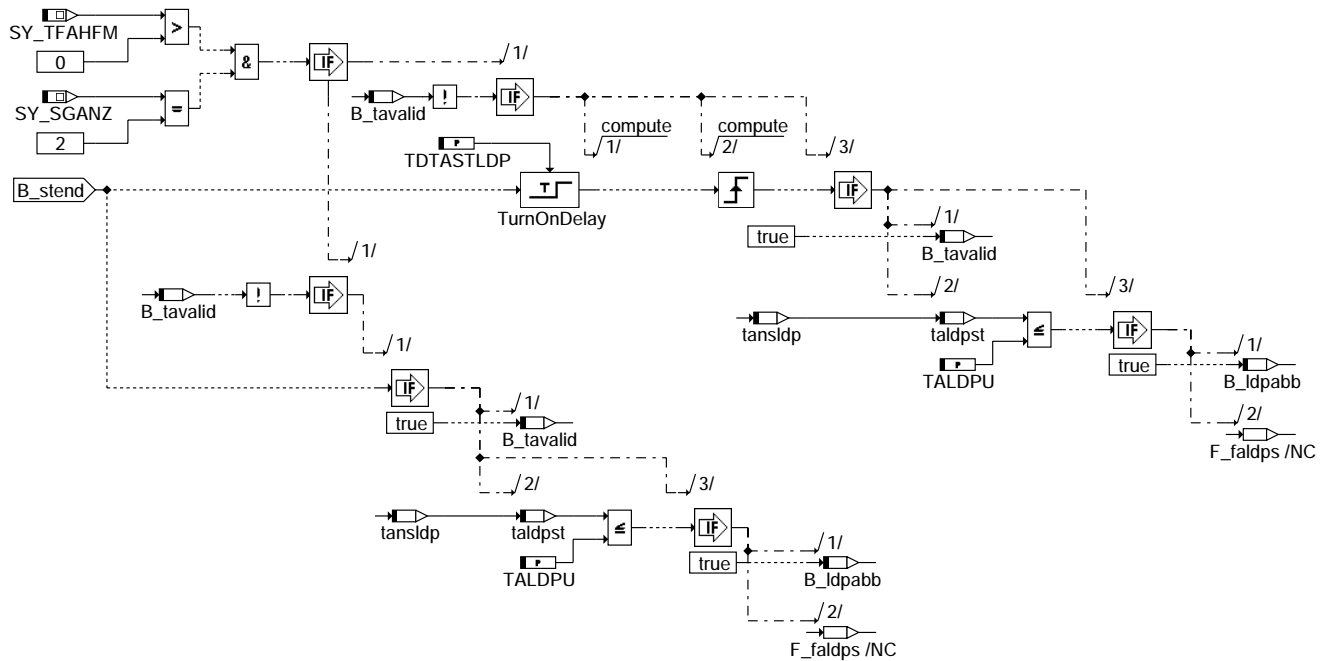 SY_TFAHFM
>
0
&
IF
/1/
SY_SGANZ
=
2
B_tavalid
!
IF
compute
/1/
compute
/2/
/3/
P
TDTASTLDP
B_stend
T
TurnOnDelay
IF
/1/
true
B_tavalid
/2/
/3/
/1/
B_tavalid
!
IF
/1/
tansldp
taldpst
≤
IF
P
TALDPU
/1/
true
B_ldpabb
/2/
F_faldps /NC
IF
/1/
true
B_tavalid
/2/
/3/
tansldp
taldpst
≤
IF
P
TALDPU
/1/
true
B_ldpabb
/2/
F_faldps /NC